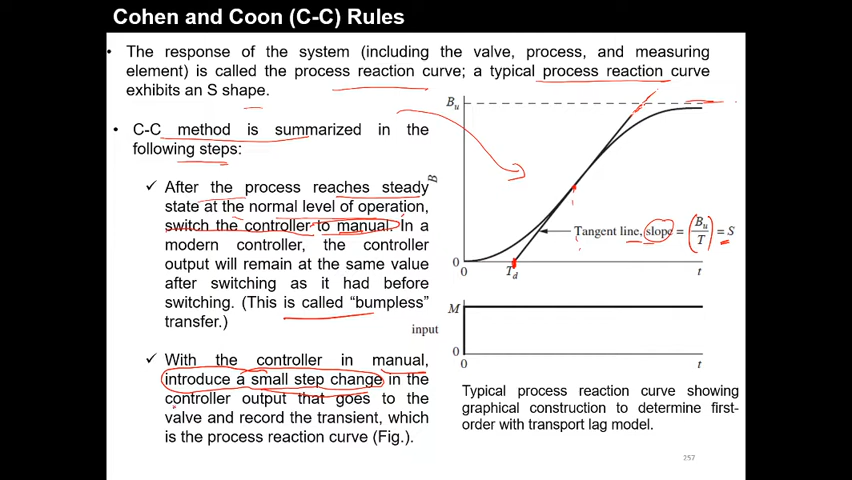 Cohen and Coon (C-C) Rules
• The response of the system (including the valve, process, and measuring
element) is called the process reaction curve; a typical process reaction curve
exhibits an S shape.
• C-C method is summarized in the
following steps:
✓ After the process reaches steady
state at the normal level of operation,
switch the controller to manual. In a
modern controller, the controller
output will remain at the same value
after switching as it had before
switching. (This is called “bumpless”
transfer.)
✓ With the controller in manual,
introduce a small step change in the
controller output that goes to the
valve and record the transient, which
is the process reaction curve (Fig.).
B_u
B
Tangent line, slope = (B_u/T) = S
0
0
T_d
t
M
input
0
0
t
Typical process reaction curve showing
graphical construction to determine first-
order with transport lag model.
257